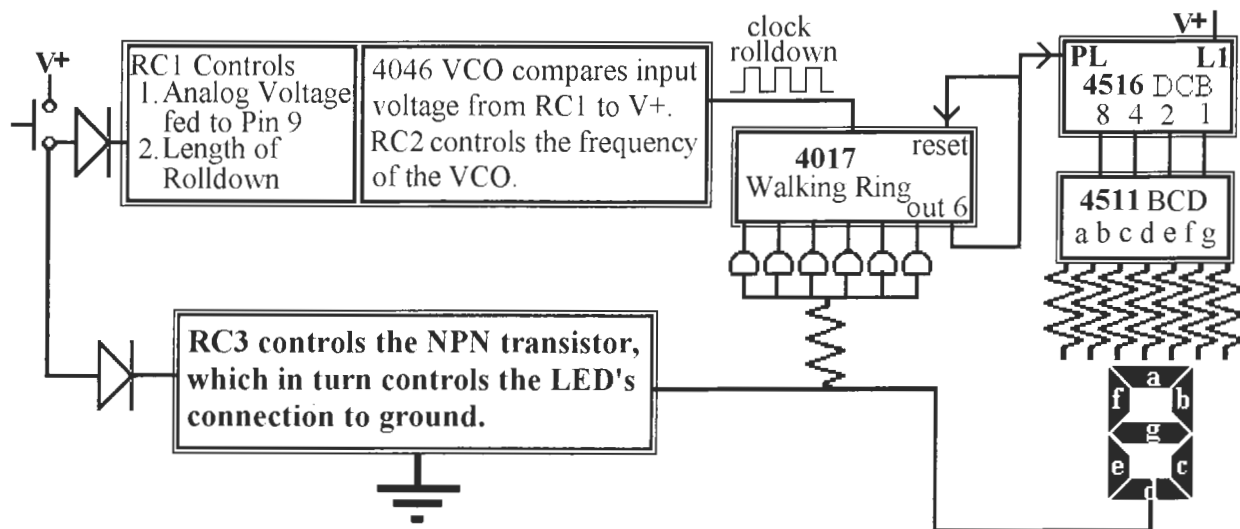 V+
RC1 Controls
1. Analog Voltage
fed to Pin 9
2. Length of
Rolldown
4046 VCO compares input
voltage from RC1 to V+.
RC2 controls the frequency
of the VCO.
clock
rolldown
4017
reset
Walking Ring
out 6
V+
PL L1
4516 DCB
8 4 2 1
4511 BCD
a b c d e f g
RC3 controls the NPN transistor,
which in turn controls the LED's
connection to ground.
a
f b
g
e c
d